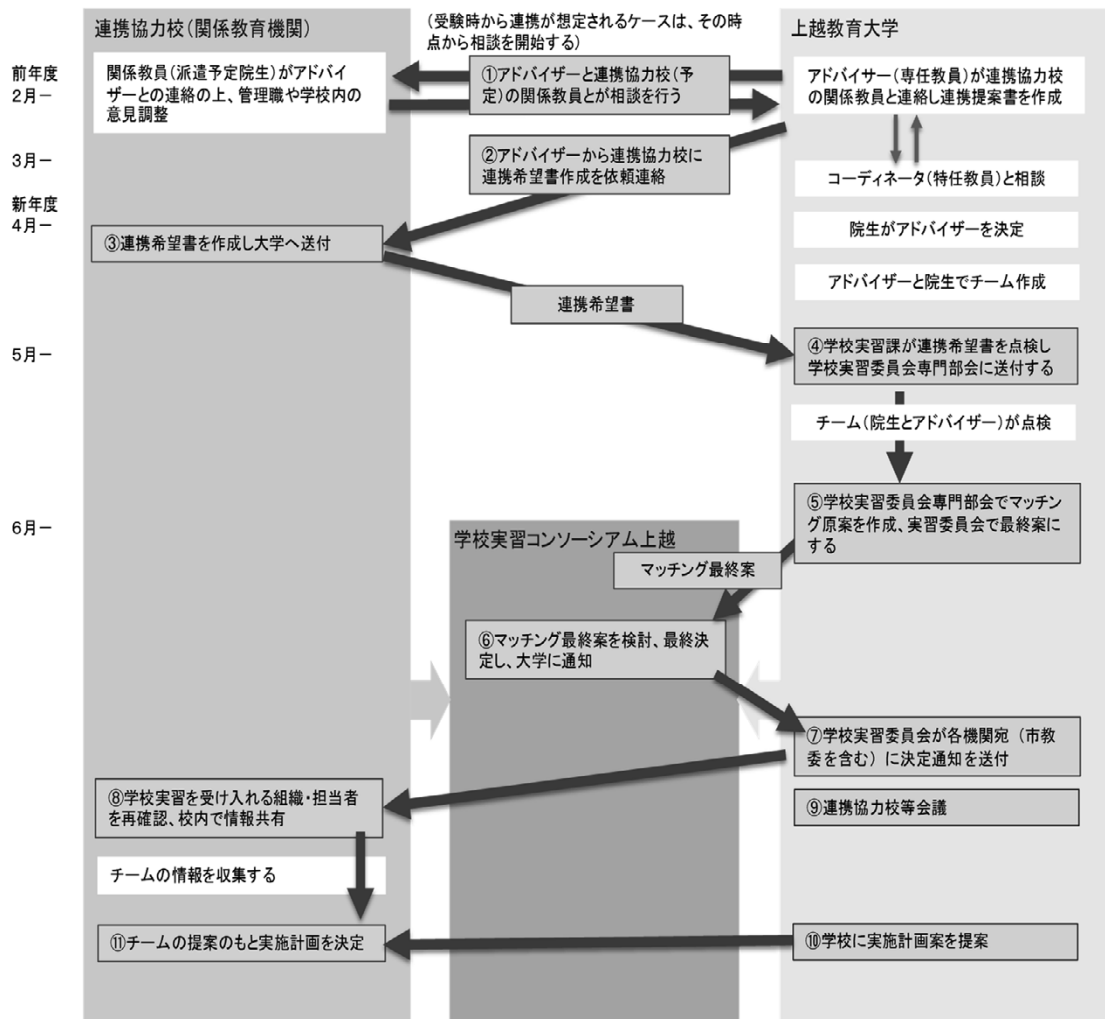 連携協力校(関係教育機関)
(受験時から連携が想定されるケースは、その時
点から相談を開始する)
上越教育大学
前年度
2月－
関係教員(派遣予定院生)がアドバイ
ザーとの連絡の上、管理職や学校内の
意見調整
①アドバイザーと連携協力校(予
定)の関係教員とが相談を行う
アドバイサー(専任教員)が連携協力校
の関係教員と連絡し連携提案書を作成
3月－
②アドバイザーから連携協力校に
連携希望書作成を依頼連絡
コーディネータ(特任教員)と相談
新年度
4月－
③連携希望書を作成し大学へ送付
院生がアドバイザーを決定
アドバイザーと院生でチーム作成
連携希望書
5月－
④学校実習課が連携希望書を点検し
学校実習委員会専門部会に送付する
チーム(院生とアドバイザー)が点検
6月－
⑤学校実習委員会専門部会でマッチン
グ原案を作成、実習委員会で最終案に
する
学校実習コンソーシアム上越
マッチング最終案
⑥マッチング最終案を検討、最終決
定し、大学に通知
⑦学校実習委員会が各機関宛（市教
委を含む）に決定通知を送付
⑧学校実習を受け入れる組織・担当者
を再確認、校内で情報共有
⑨連携協力校等会議
チームの情報を収集する
⑪チームの提案のもと実施計画を決定
⑩学校に実施計画案を提案